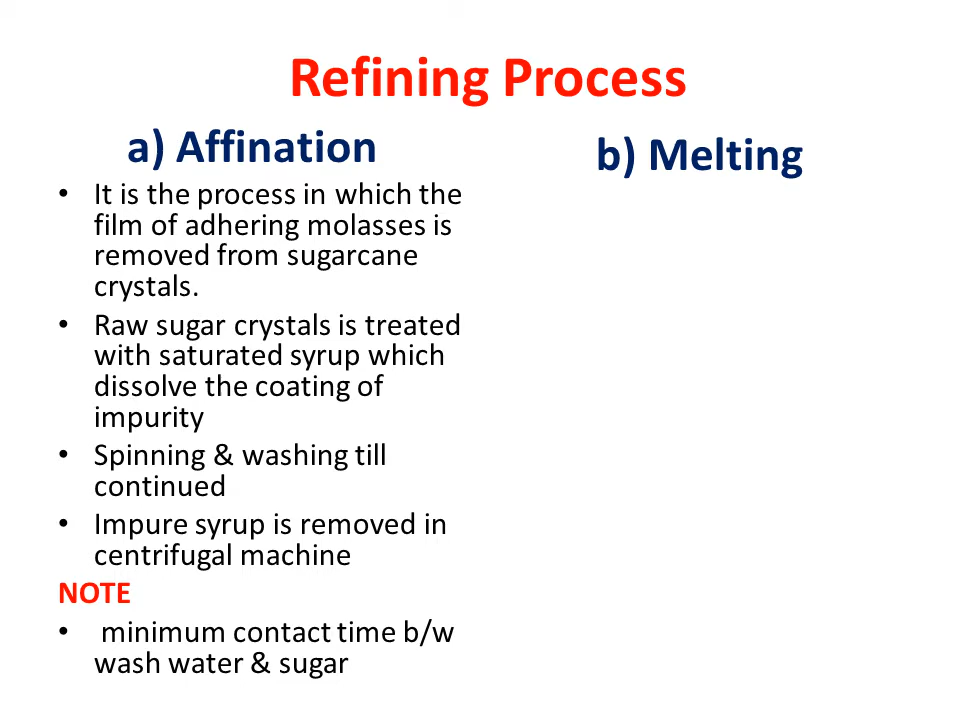 Refining Process
a) Affination
• It is the process in which the
film of adhering molasses is
removed from sugarcane
crystals.
• Raw sugar crystals is treated
with saturated syrup which
dissolve the coating of
impurity
• Spinning & washing till
continued
• Impure syrup is removed in
centrifugal machine
NOTE
• minimum contact time b/w
wash water & sugar
b) Melting